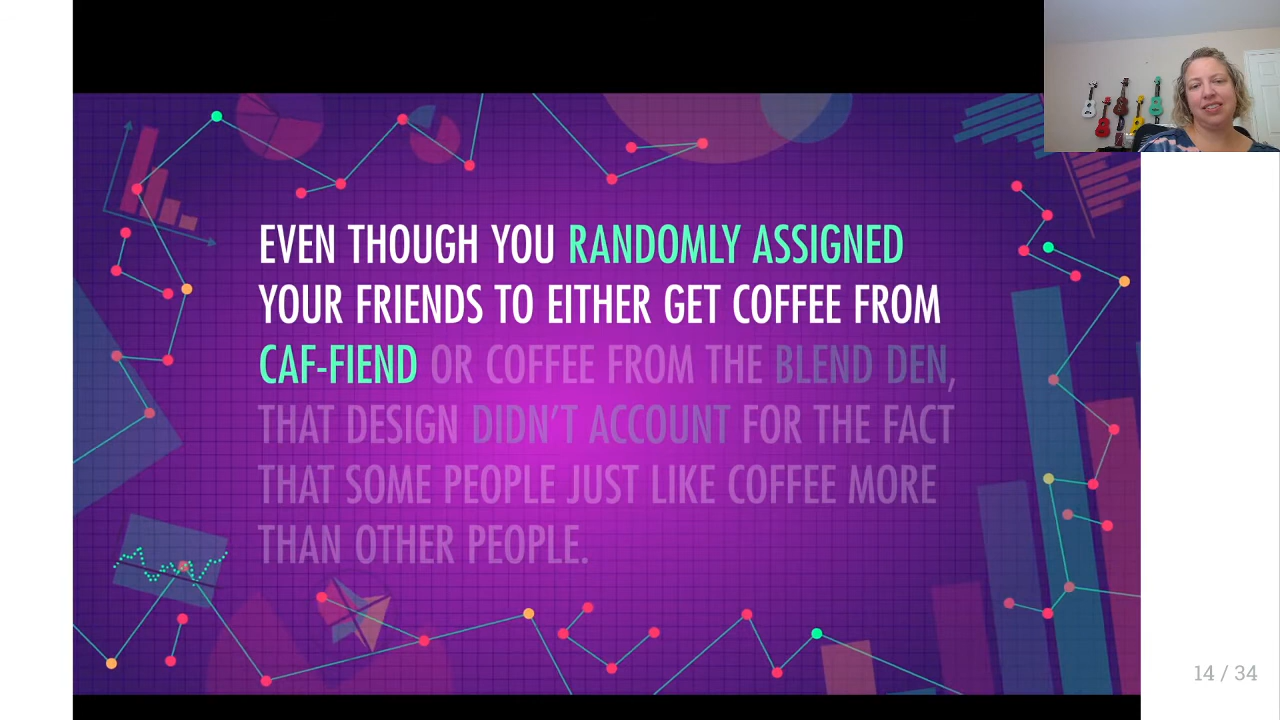 EVEN THOUGH YOU RANDOMLY ASSIGNED
YOUR FRIENDS TO EITHER GET COFFEE FROM
CAF-FIEND OR COFFEE FROM THE BLEND DEN,
THAT DESIGN DIDN'T ACCOUNT FOR THE FACT
THAT SOME PEOPLE JUST LIKE COFFEE MORE
THAN OTHER PEOPLE.
14 / 34